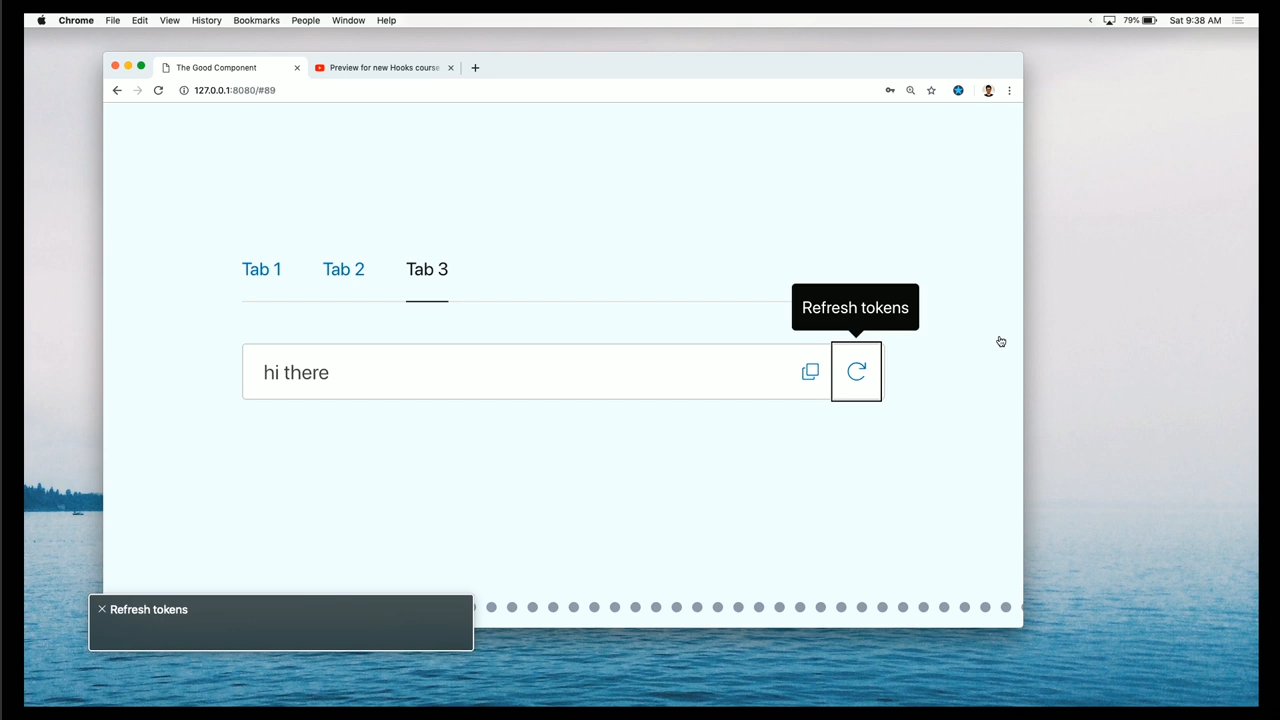 Chrome File Edit View History Bookmarks People Window Help 79% Sat 9:38 AM
The Good Component Preview for new Hooks course
127.0.0.1:8080/#89
Tab 1 Tab 2 Tab 3
Refresh tokens
hi there
Refresh tokens